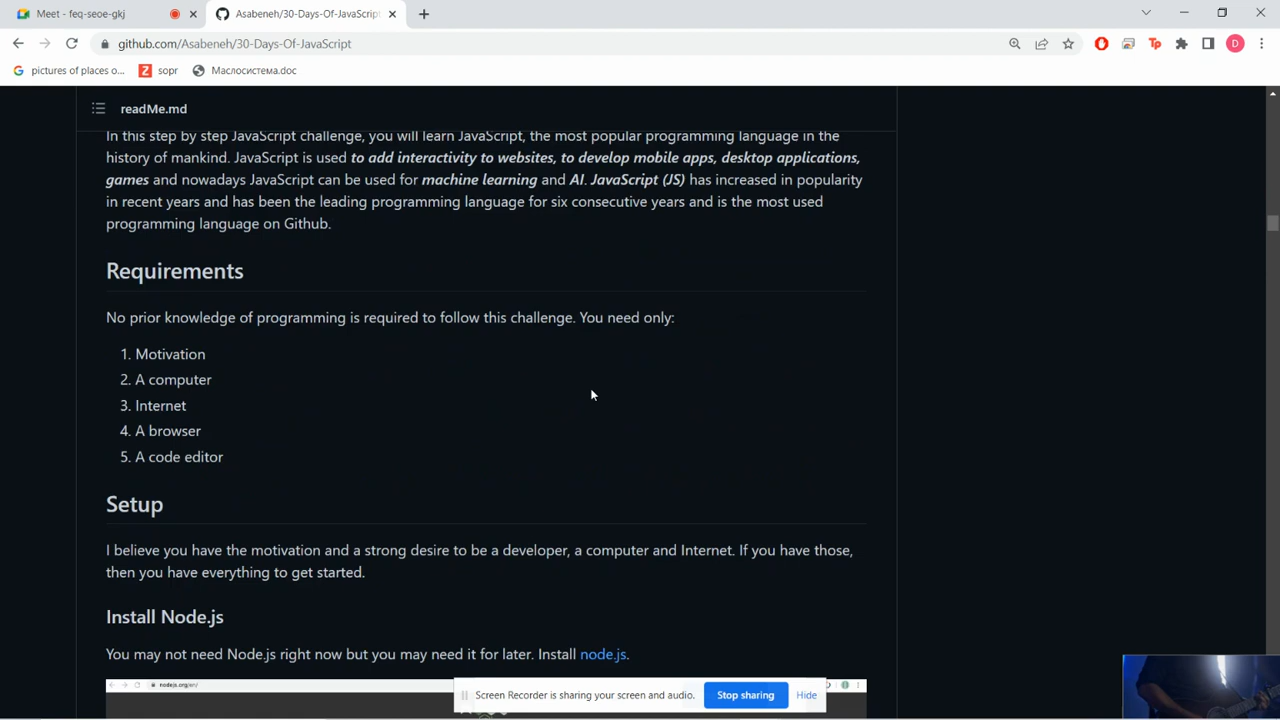 Meet - feq-seoe-gkj
Asabeneh/30-Days-Of-JavaScript
github.com/Asabeneh/30-Days-Of-JavaScript
D
pictures of places o...
Z sopr
Маслосистема.doc
readMe.md
In this step by step JavaScript challenge, you will learn JavaScript, the most popular programming language in the
history of mankind. JavaScript is used to add interactivity to websites, to develop mobile apps, desktop applications,
games and nowadays JavaScript can be used for machine learning and AI. JavaScript (JS) has increased in popularity
in recent years and has been the leading programming language for six consecutive years and is the most used
programming language on Github.
Requirements
No prior knowledge of programming is required to follow this challenge. You need only:
1. Motivation
2. A computer
3. Internet
4. A browser
5. A code editor
Setup
I believe you have the motivation and a strong desire to be a developer, a computer and Internet. If you have those,
then you have everything to get started.
Install Node.js
You may not need Node.js right now but you may need it for later. Install node.js.
nodejs.org/en/
Screen Recorder is sharing your screen and audio.
Stop sharing
Hide